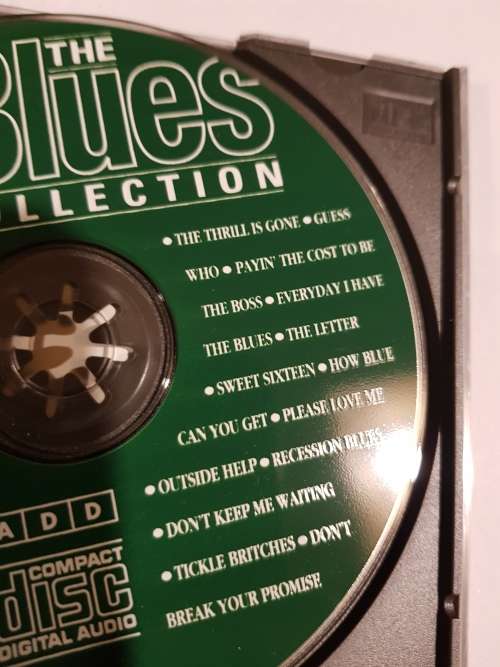 THE
Blues
COLLECTION
• THE THRILL IS GONE • GUESS
WHO • PAYIN' THE COST TO BE
THE BOSS • EVERYDAY I HAVE
THE BLUES • THE LETTER
• SWEET SIXTEEN • HOW BLUE
CAN YOU GET • PLEASE LOVE ME
• OUTSIDE HELP • RECESSION BLUES
• DON'T KEEP ME WAITING
• TICKLE BRITCHES • DON'T
BREAK YOUR PROMISE
ADD
COMPACT
disc
DIGITAL AUDIO